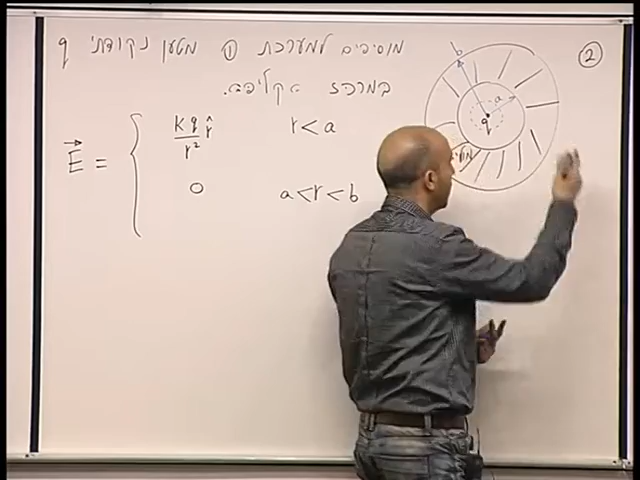 ②
מוסיפים למערכת ① מטען נקודתי q
במרכז הקליפה.
E⃗ = { kq/r² r̂   r < a
0   a < r < b
b
a
q